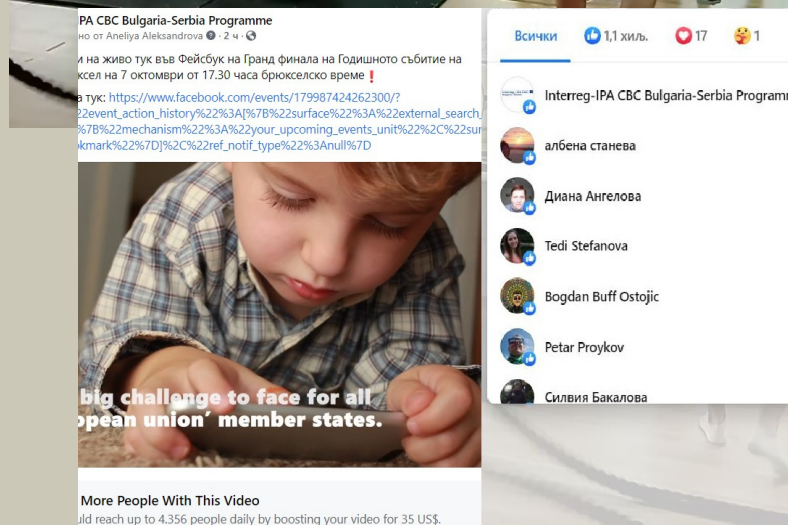 PA CBC Bulgaria-Serbia Programme
но от Aneliya Aleksandrova · 2 ч ·
и на живо тук във Фейсбук на Гранд финала на Годишното събитие на
ксел на 7 октомври от 17.30 часа брюкселско време❗
а тук: https://www.facebook.com/events/179987424262300/?
22event_action_history%22%3A[%7B%22surface%22%3A%22external_search_
%7B%22mechanism%22%3A%22your_upcoming_events_unit%22%2C%22sur
kmark%22%7D]%2C%22ref_notif_type%22%3Anull%7D
big challenge to face for all
opean union' member states.
More People With This Video
uld reach up to 4.356 people daily by boosting your video for 35 US$.
Всички 1,1 хил. 17 1
Interreg-IPA CBC Bulgaria-Serbia Programm
албена станева
Диана Ангелова
Tedi Stefanova
Bogdan Buff Ostojic
Petar Proykov
Силвия Бакалова